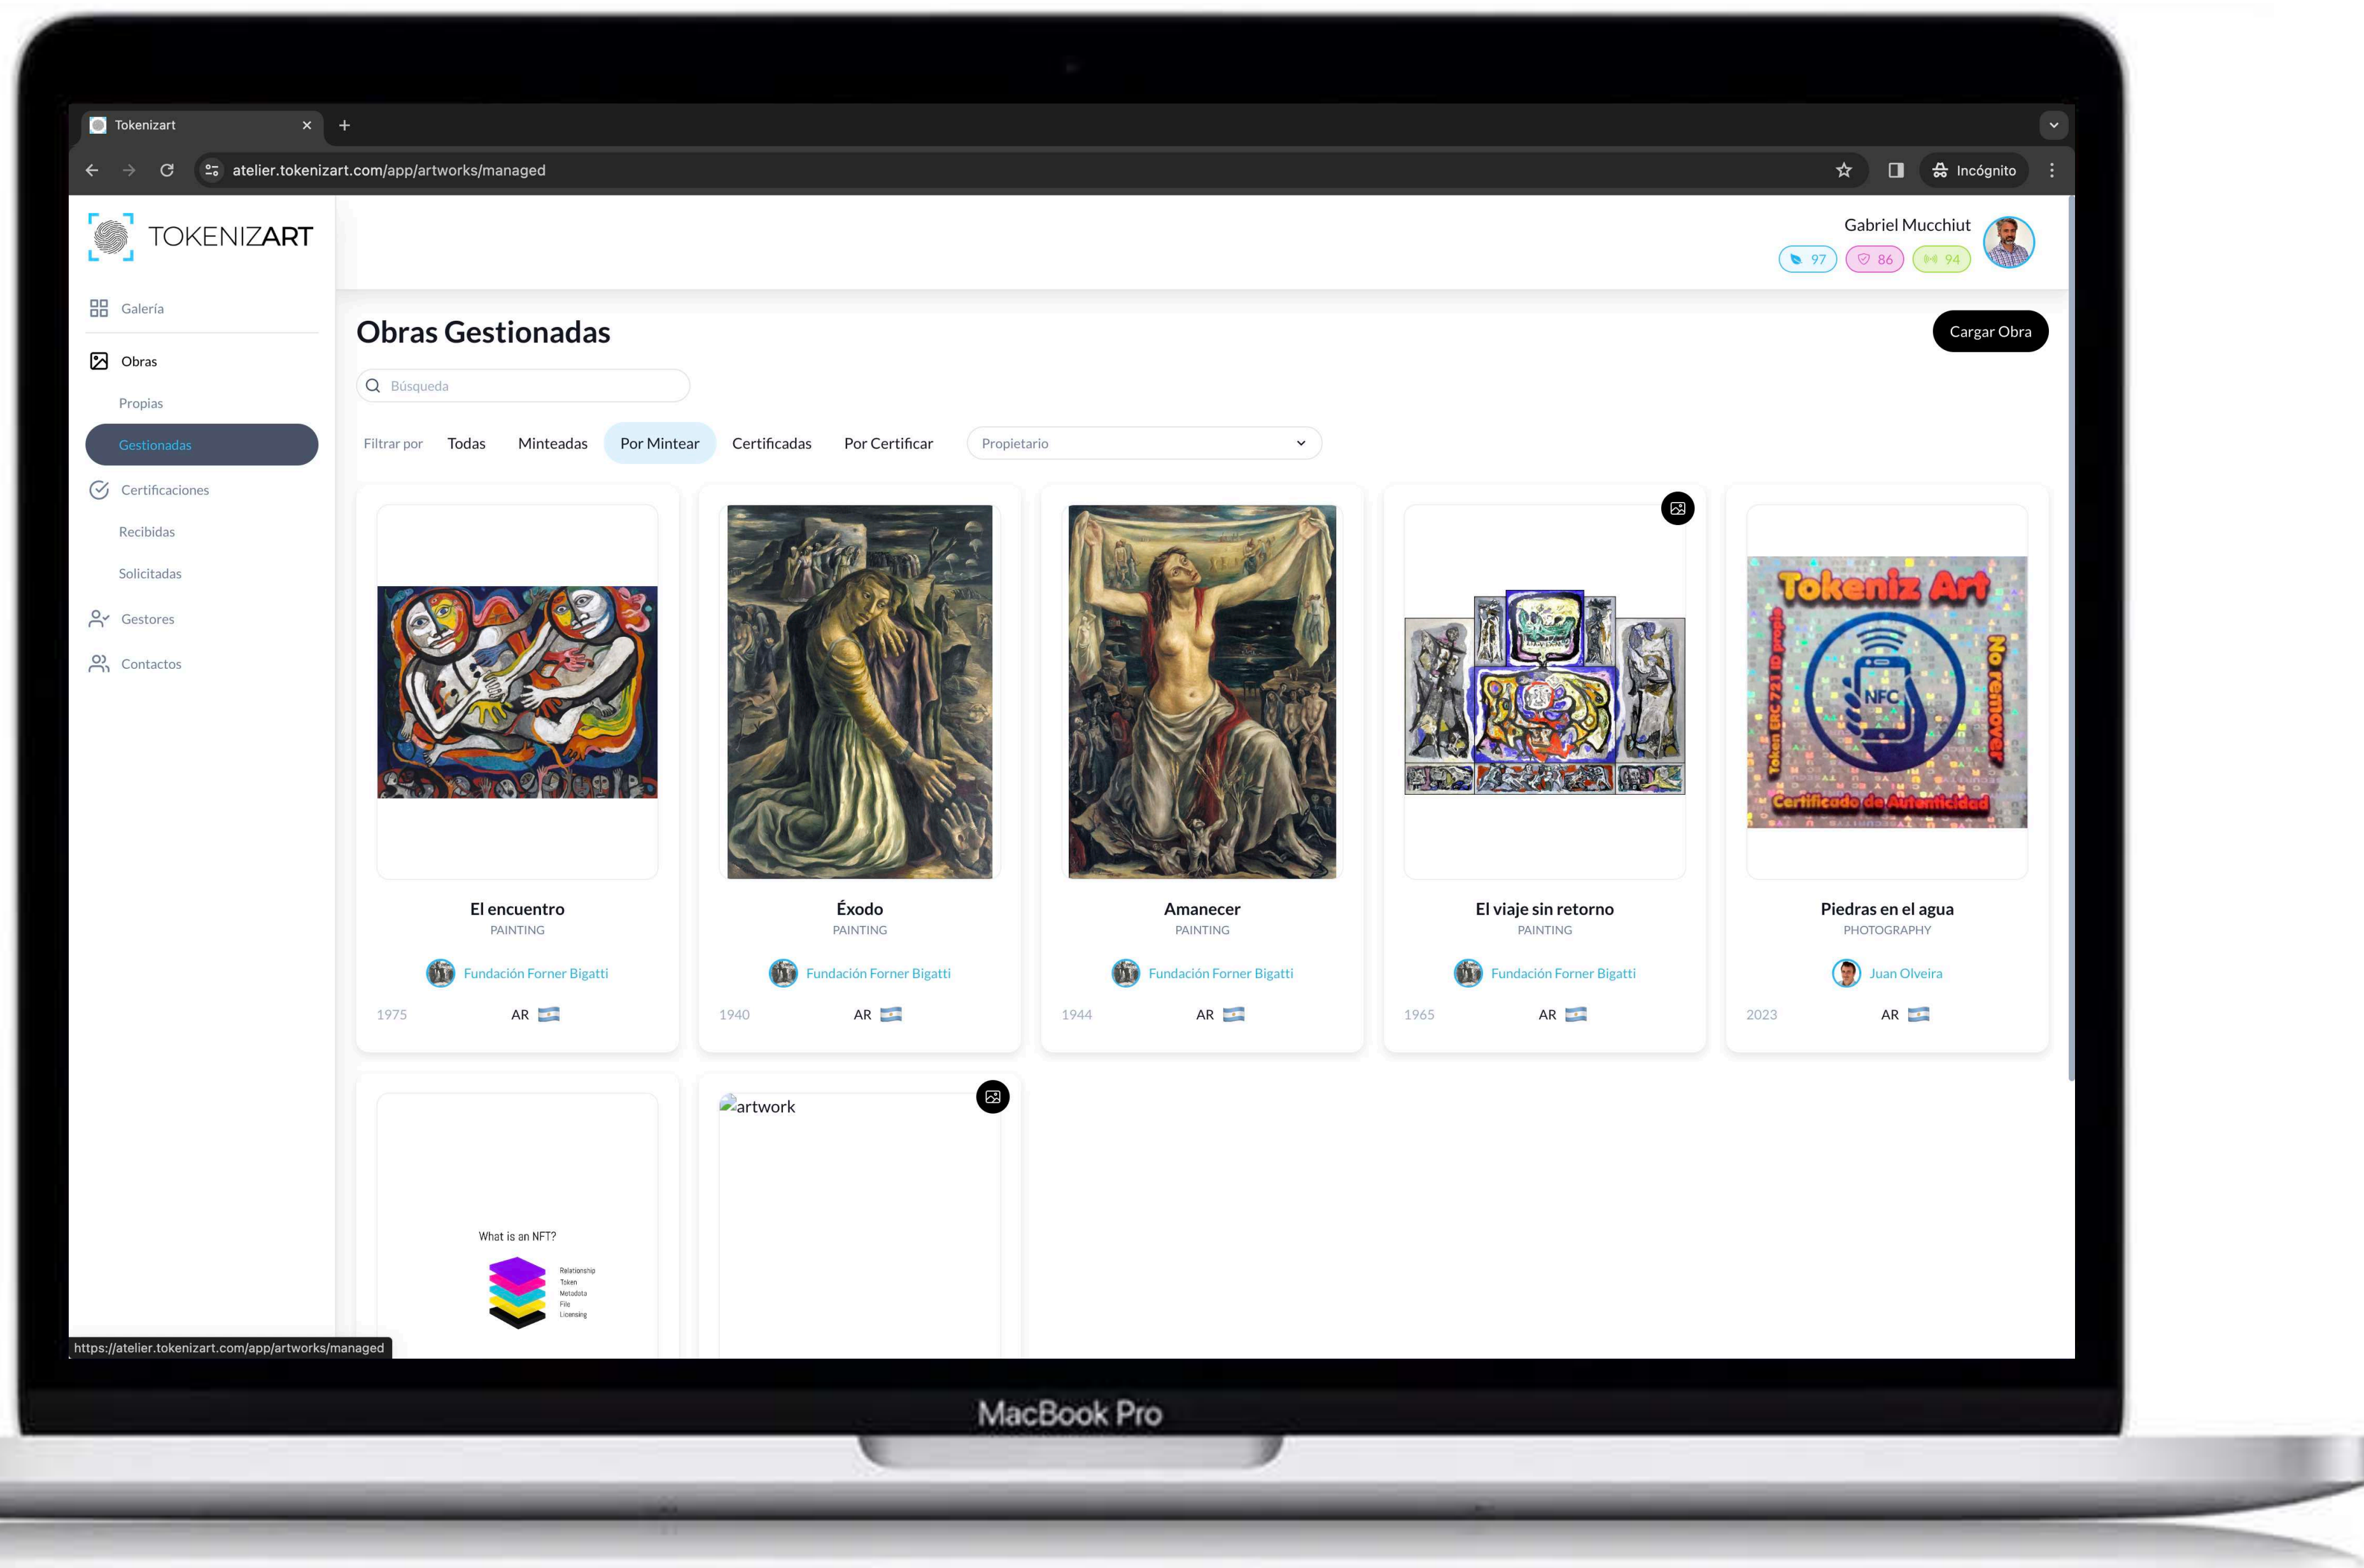 Tokenizart
atelier.tokenizart.com/app/artworks/managed
Incógnito
TOKENIZART
Gabriel Mucchiut
97 86 94
Galería
Obras
Propias
Gestionadas
Certificaciones
Recibidas
Solicitadas
Gestores
Contactos
Obras Gestionadas
Cargar Obra
Búsqueda
Filtrar por Todas Minteadas Por Mintear Certificadas Por Certificar Propietario
El encuentro
PAINTING
Fundación Forner Bigatti
1975 AR
Éxodo
PAINTING
Fundación Forner Bigatti
1940 AR
Amanecer
PAINTING
Fundación Forner Bigatti
1944 AR
El viaje sin retorno
PAINTING
Fundación Forner Bigatti
1965 AR
Tokeniz Art
Token ERC 721 ID propio
NFC
No remover
Certificado de Autenticidad
Piedras en el agua
PHOTOGRAPHY
Juan Olveira
2023 AR
What is an NFT?
Relationship
Token
Metadata
File
Licensing
artwork
https://atelier.tokenizart.com/app/artworks/managed
MacBook Pro